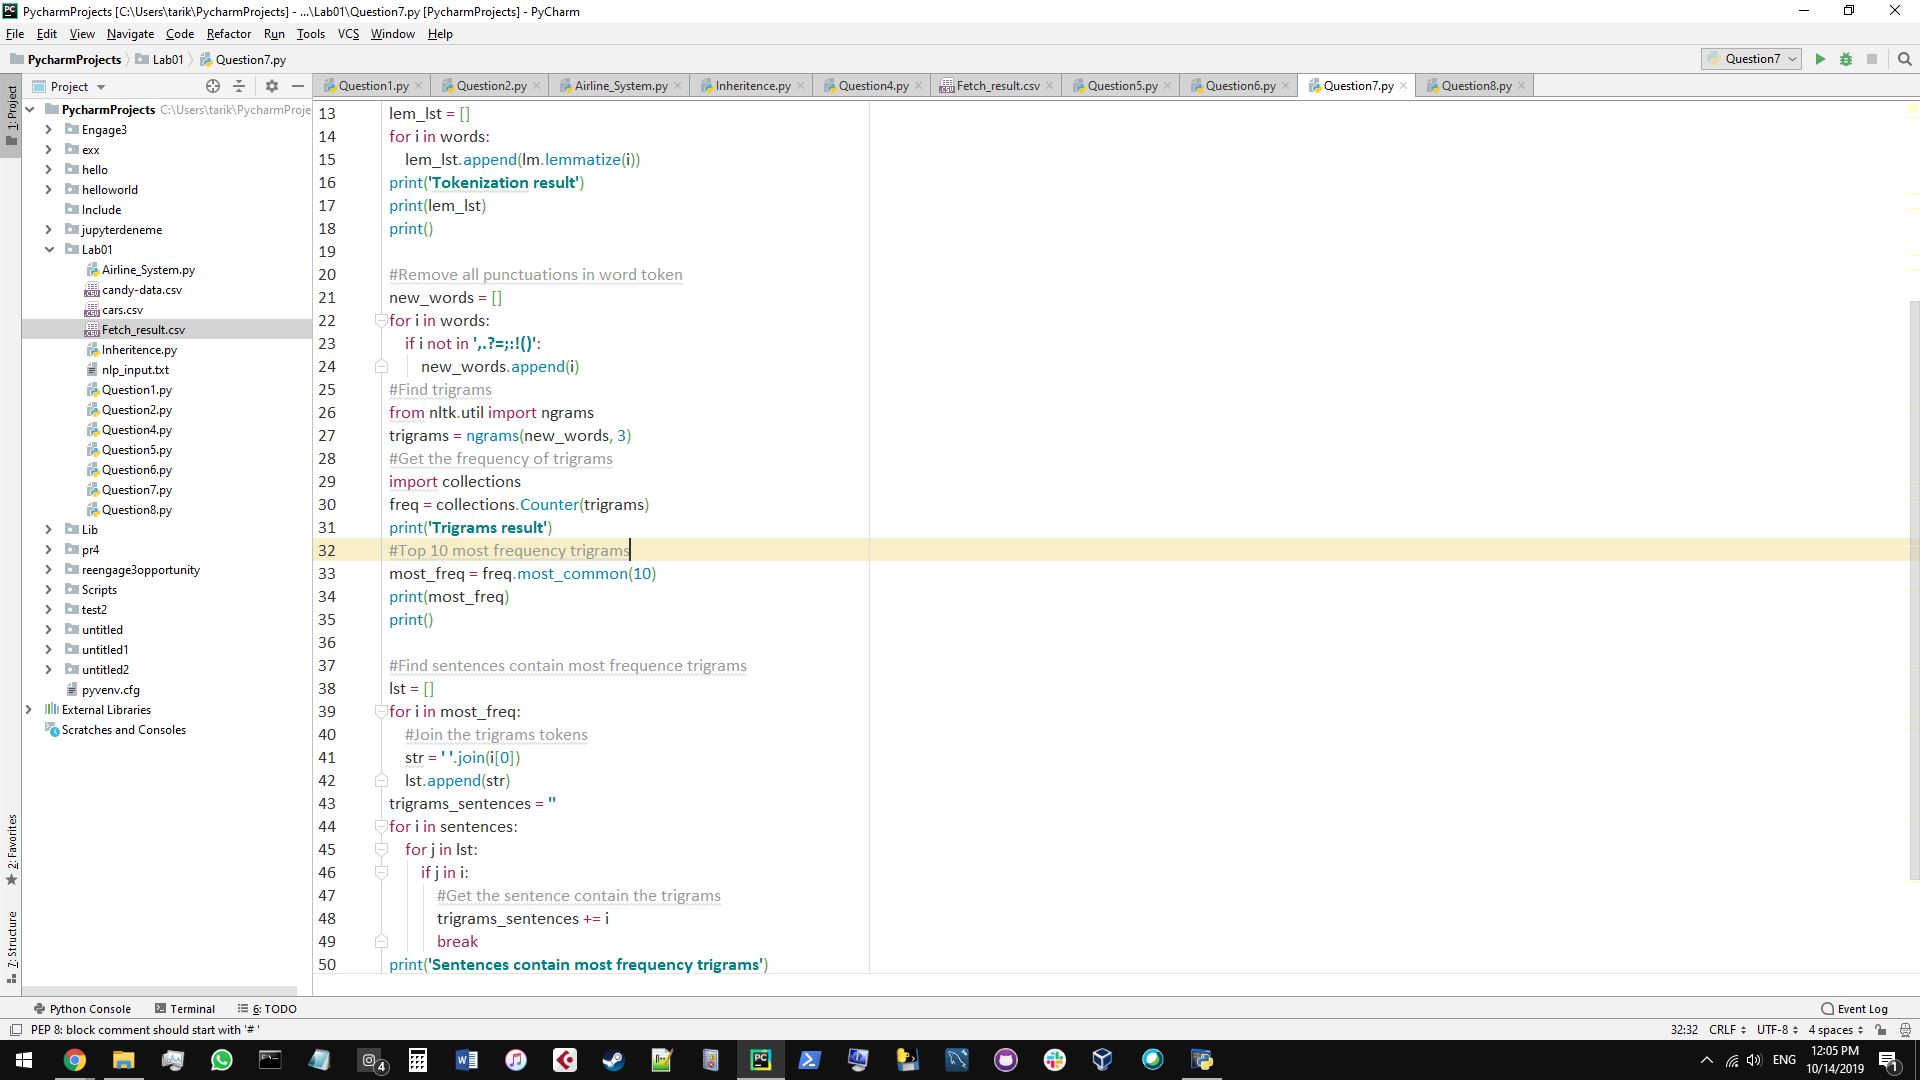 PycharmProjects [C:\Users\tarik\PycharmProjects] - ...\Lab01\Question7.py [PycharmProjects] - PyCharm
File Edit View Navigate Code Refactor Run Tools VCS Window Help
PycharmProjects Lab01 Question7.py Question7
Project Question1.py Question2.py Airline_System.py Inheritence.py Question4.py Fetch_result.csv Question5.py Question6.py Question7.py Question8.py
1: Project
2: Favorites
7: Structure
PycharmProjects C:\Users\tarik\PycharmProje
Engage3
exx
hello
helloworld
Include
jupyterdeneme
Lab01
Airline_System.py
candy-data.csv
cars.csv
Fetch_result.csv
Inheritence.py
nlp_input.txt
Question1.py
Question2.py
Question4.py
Question5.py
Question6.py
Question7.py
Question8.py
Lib
pr4
reengage3opportunity
Scripts
test2
untitled
untitled1
untitled2
pyvenv.cfg
External Libraries
Scratches and Consoles
13 lem_lst = []
14 for i in words:
15 lem_lst.append(lm.lemmatize(i))
16 print('Tokenization result')
17 print(lem_lst)
18 print()
19
20 #Remove all punctuations in word token
21 new_words = []
22 for i in words:
23 if i not in ',.?=;:!()':
24 new_words.append(i)
25 #Find trigrams
26 from nltk.util import ngrams
27 trigrams = ngrams(new_words, 3)
28 #Get the frequency of trigrams
29 import collections
30 freq = collections.Counter(trigrams)
31 print('Trigrams result')
32 #Top 10 most frequency trigrams
33 most_freq = freq.most_common(10)
34 print(most_freq)
35 print()
36
37 #Find sentences contain most frequence trigrams
38 lst = []
39 for i in most_freq:
40 #Join the trigrams tokens
41 str = ' '.join(i[0])
42 lst.append(str)
43 trigrams_sentences = ''
44 for i in sentences:
45 for j in lst:
46 if j in i:
47 #Get the sentence contain the trigrams
48 trigrams_sentences += i
49 break
50 print('Sentences contain most frequency trigrams')
Python Console Terminal 6: TODO Event Log
PEP 8: block comment should start with '# ' 32:32 CRLF UTF-8 4 spaces
4 ENG 12:05 PM 1
10/14/2019